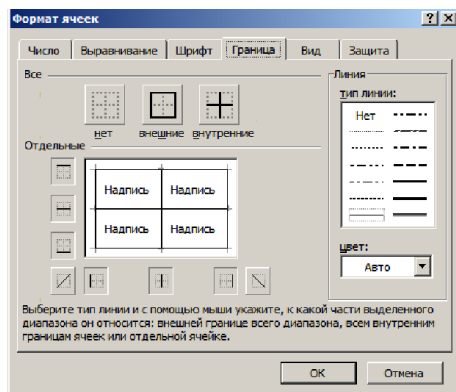 Формат ячеек
Число Выравнивание Шрифт Граница Вид Защита
Все
нет внешние внутренние
Отдельные
Надпись Надпись
Надпись Надпись
Линия
тип линии:
Нет
цвет:
Авто
Выберите тип линии и с помощью мыши укажите, к какой части выделенного
диапазона он относится: внешней границе всего диапазона, всем внутренним
границам ячеек или отдельной ячейке.
ОК Отмена